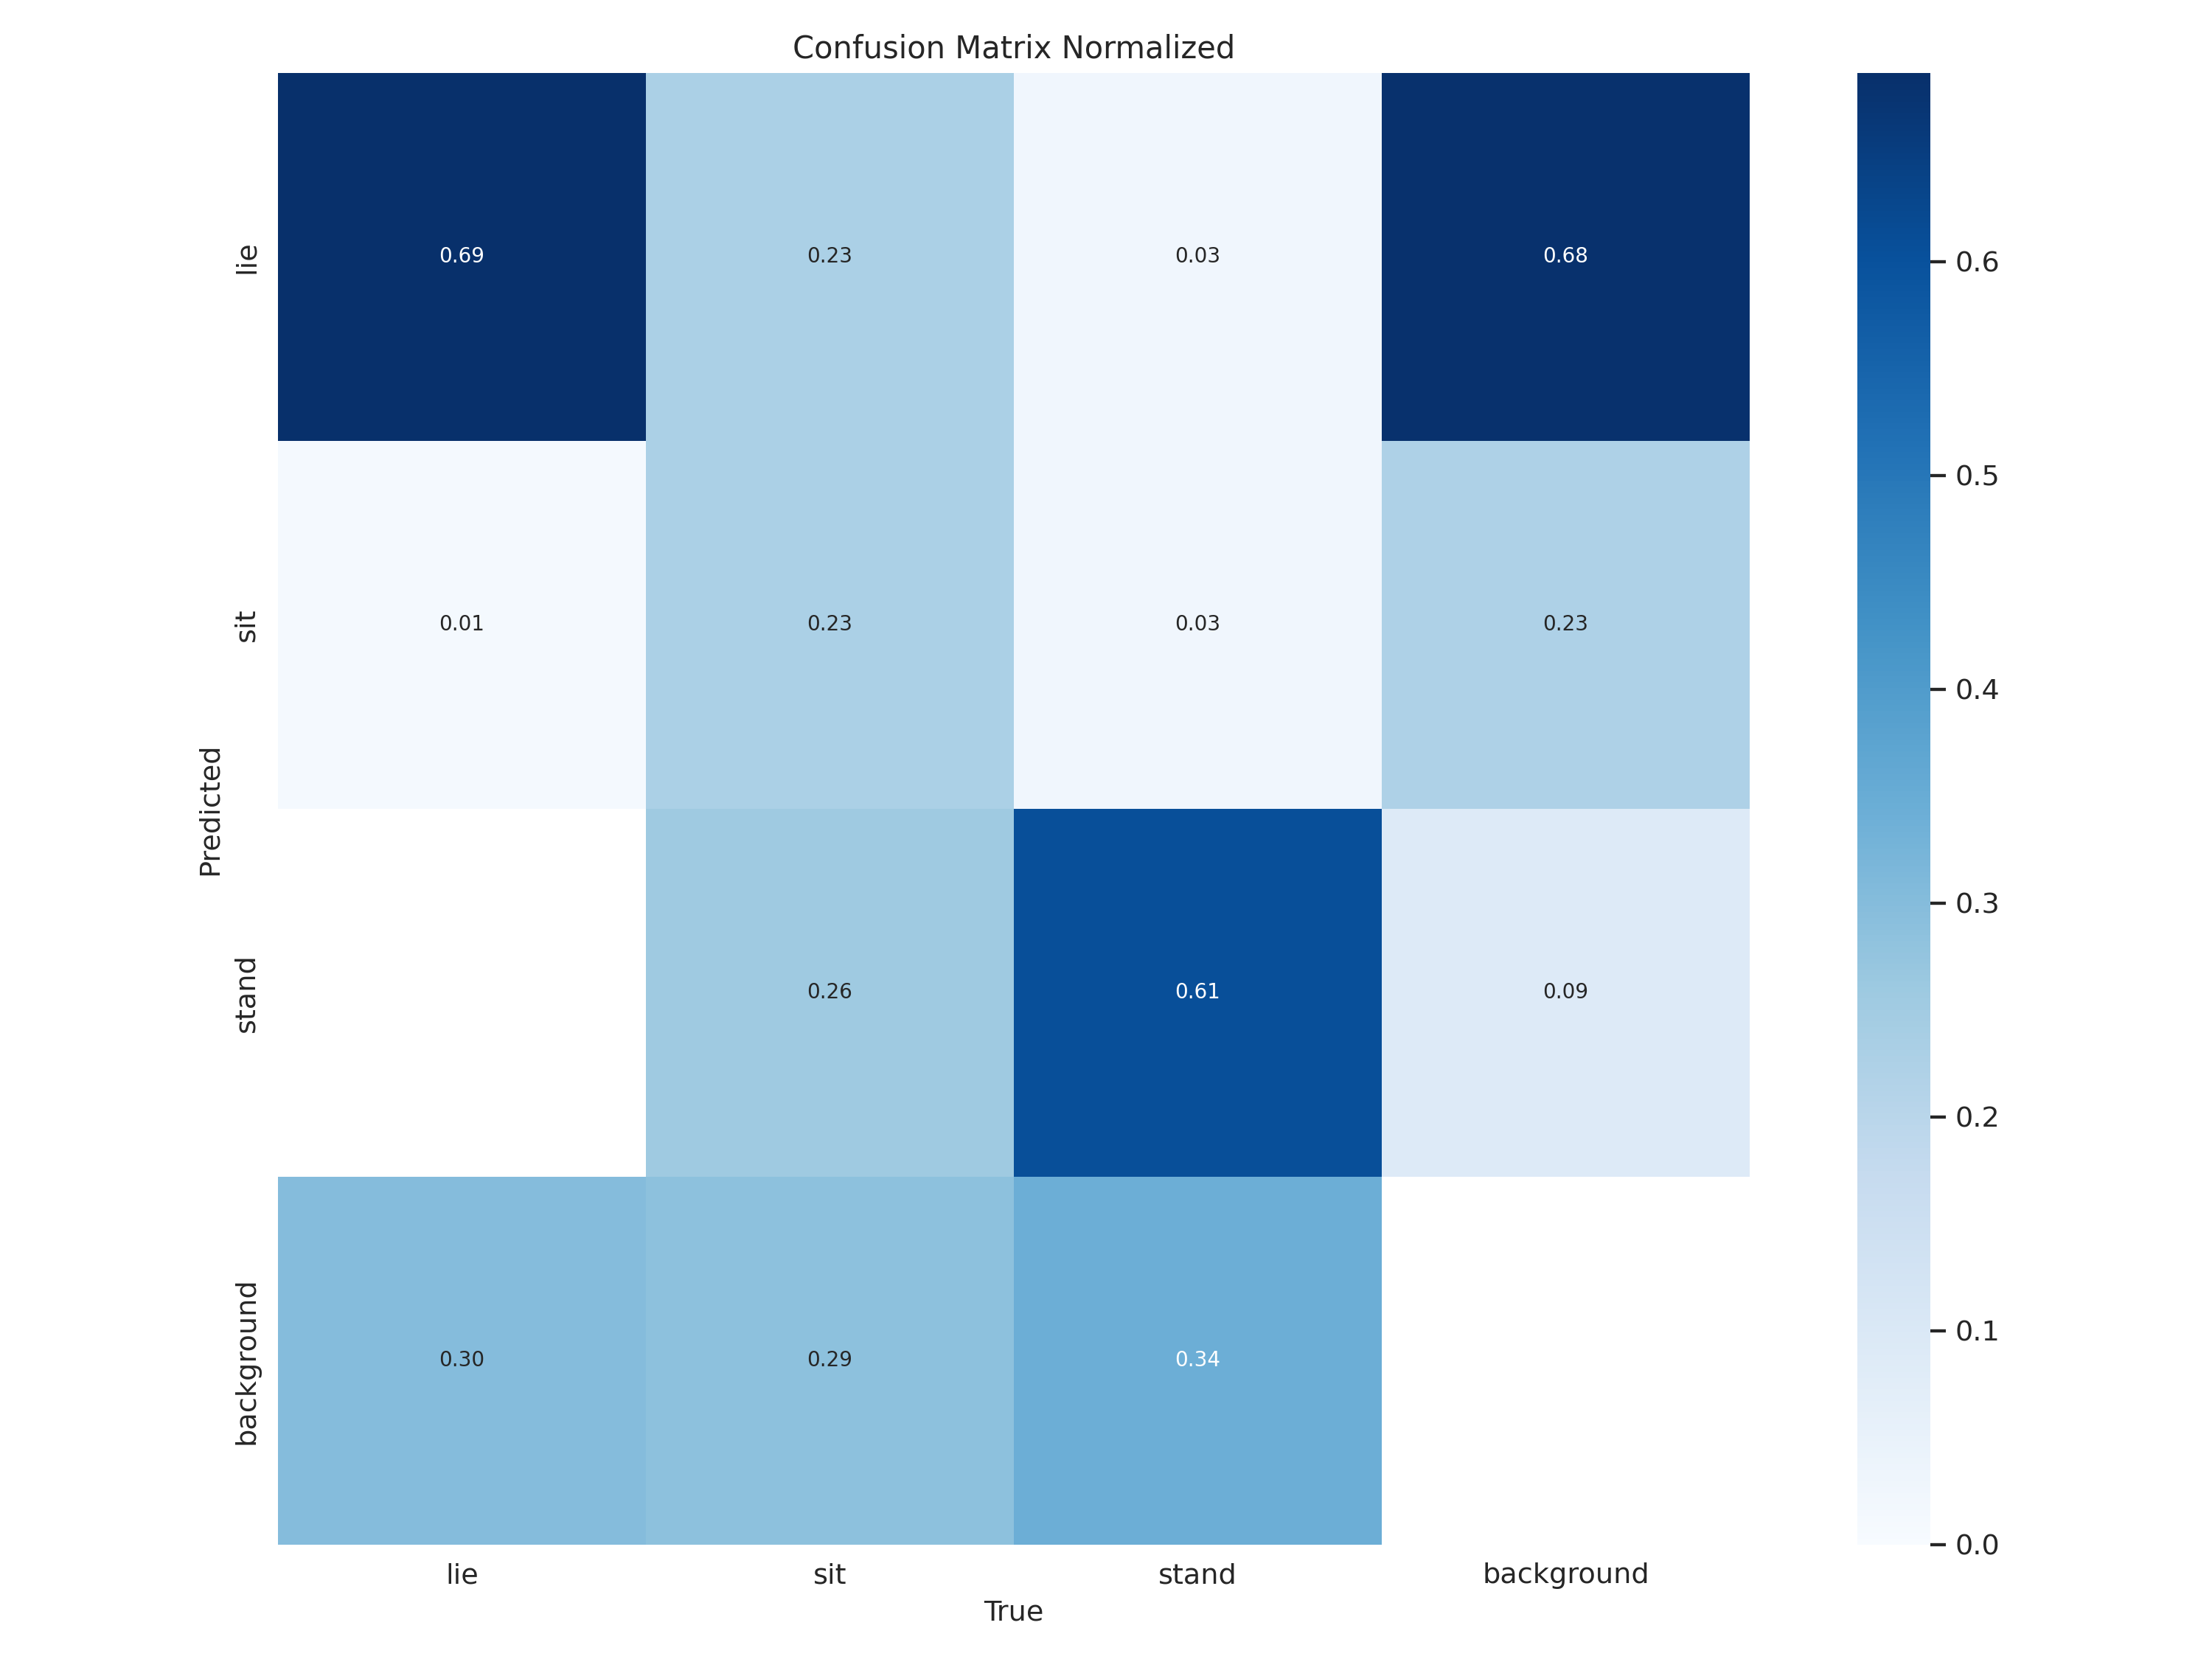 Confusion Matrix Normalized
lie 0.69 0.23 0.03 0.68
sit 0.01 0.23 0.03 0.23
stand 0.26 0.61 0.09
background 0.30 0.29 0.34
Predicted
lie sit stand background
True
0.6
0.5
0.4
0.3
0.2
0.1
0.0